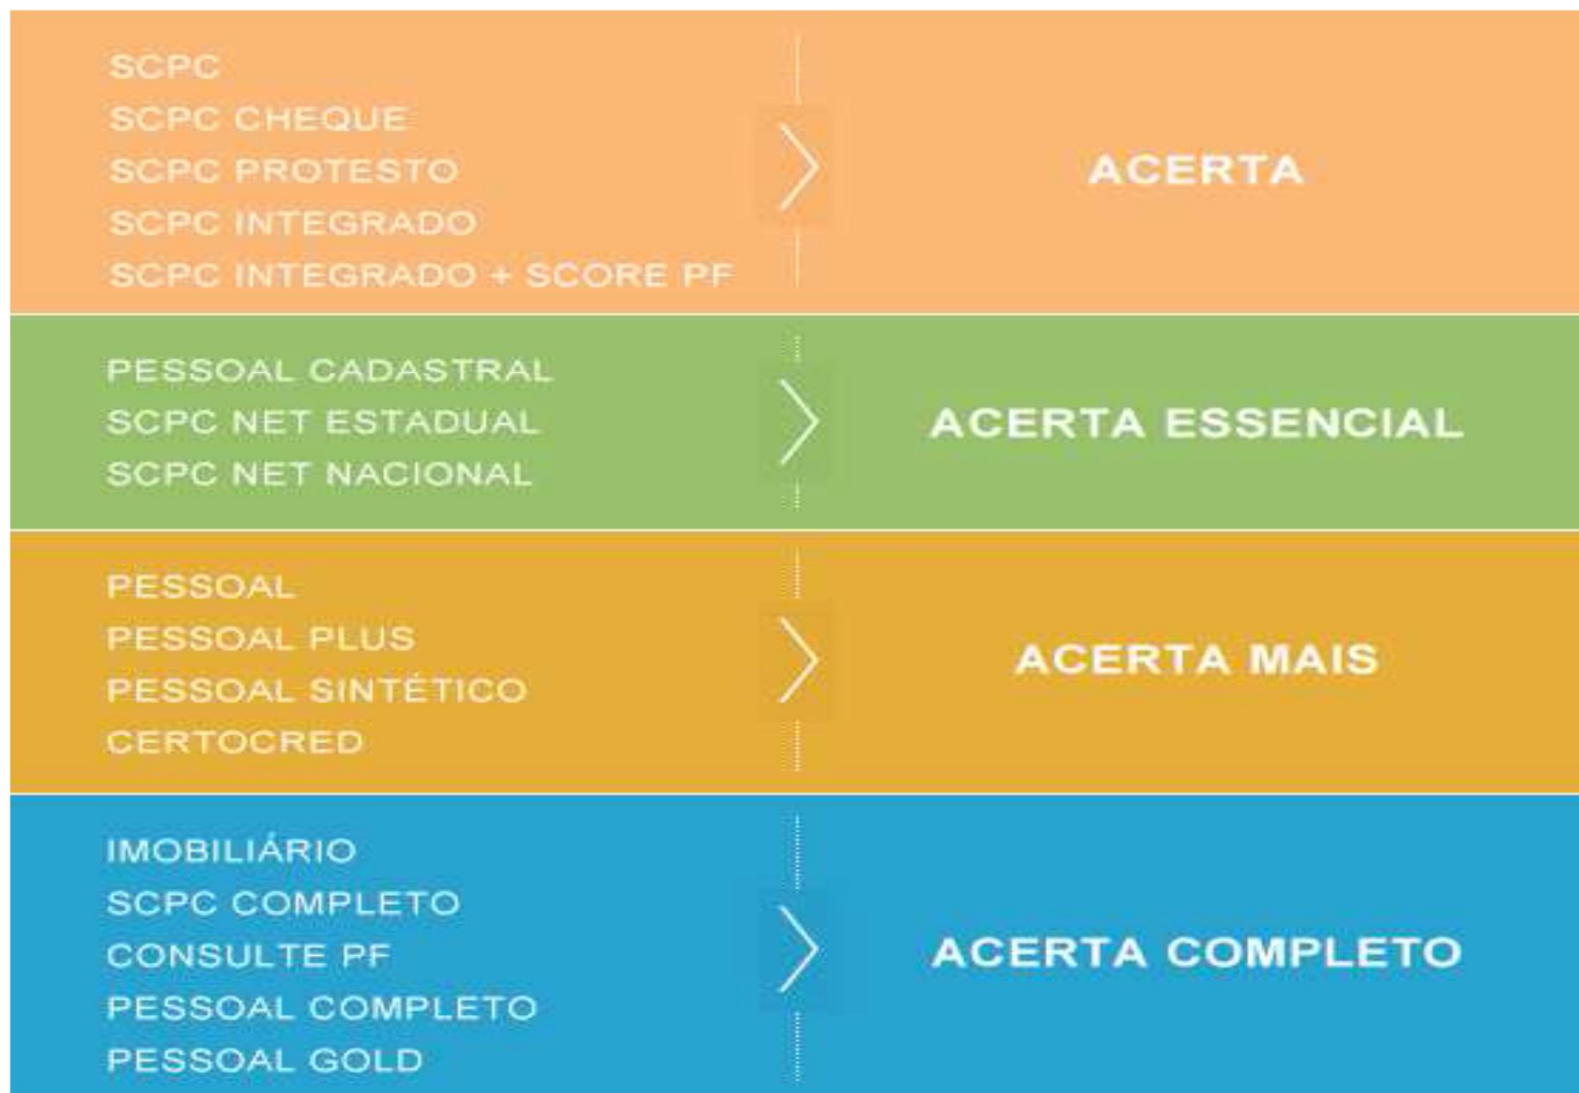 SCPC
SCPC CHEQUE
SCPC PROTESTO
SCPC INTEGRADO
SCPC INTEGRADO + SCORE PF
ACERTA
PESSOAL CADASTRAL
SCPC NET ESTADUAL
SCPC NET NACIONAL
ACERTA ESSENCIAL
PESSOAL
PESSOAL PLUS
PESSOAL SINTÉTICO
CERTOCRED
ACERTA MAIS
IMOBILIÁRIO
SCPC COMPLETO
CONSULTE PF
PESSOAL COMPLETO
PESSOAL GOLD
ACERTA COMPLETO